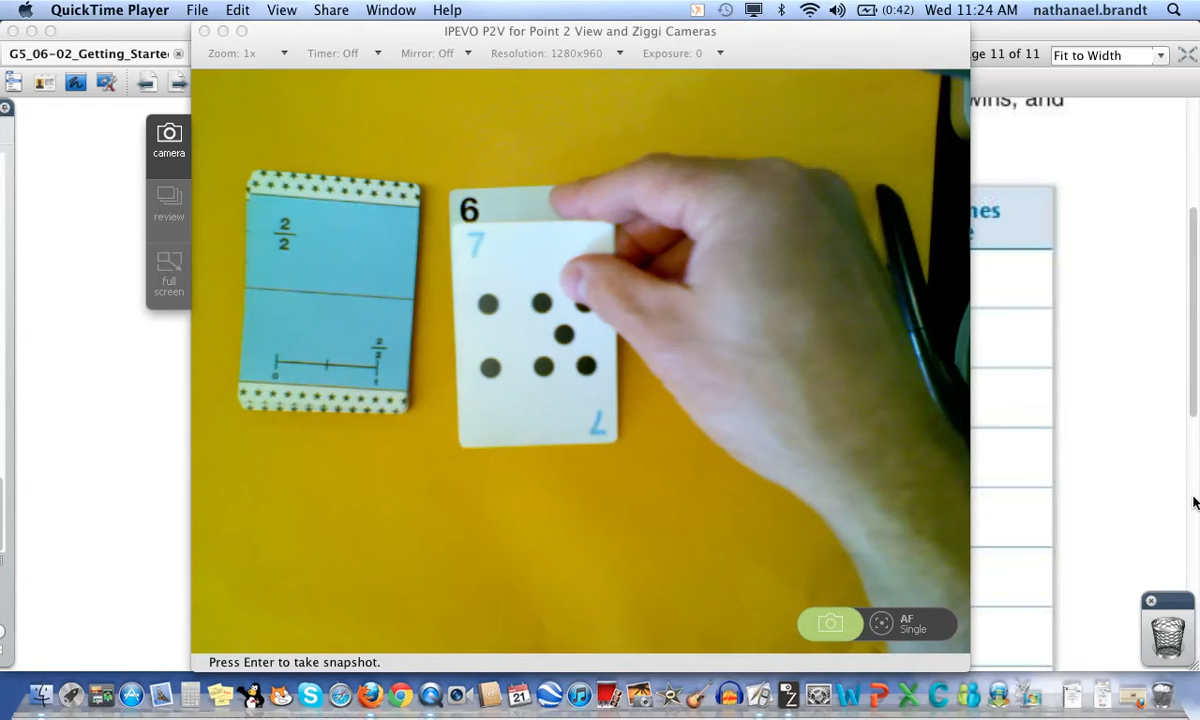 QuickTime Player File Edit View Share Window Help (0:42) Wed 11:24 AM nathanael.brandt
IPEVO P2V for Point 2 View and Ziggi Cameras
G5_06-02_Getting_Starte
ge 11 of 11 Fit to Width
Zoom: 1x Timer: Off Mirror: Off Resolution: 1280x960 Exposure: 0
wins, and
camera
review
full
screen
nes
e
2
2
2
2
0
1
6
7
7
AF
Single
Press Enter to take snapshot.
21